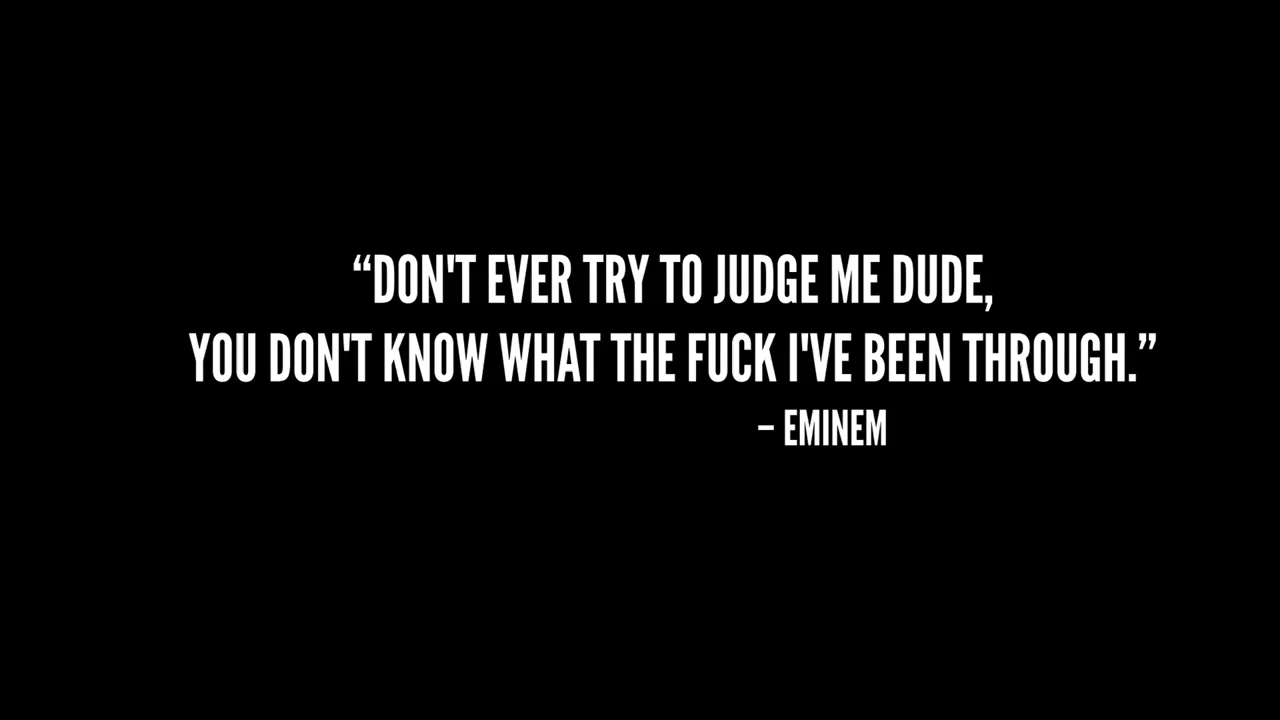 “DON'T EVER TRY TO JUDGE ME DUDE,
YOU DON'T KNOW WHAT THE FUCK I'VE BEEN THROUGH.”
– EMINEM